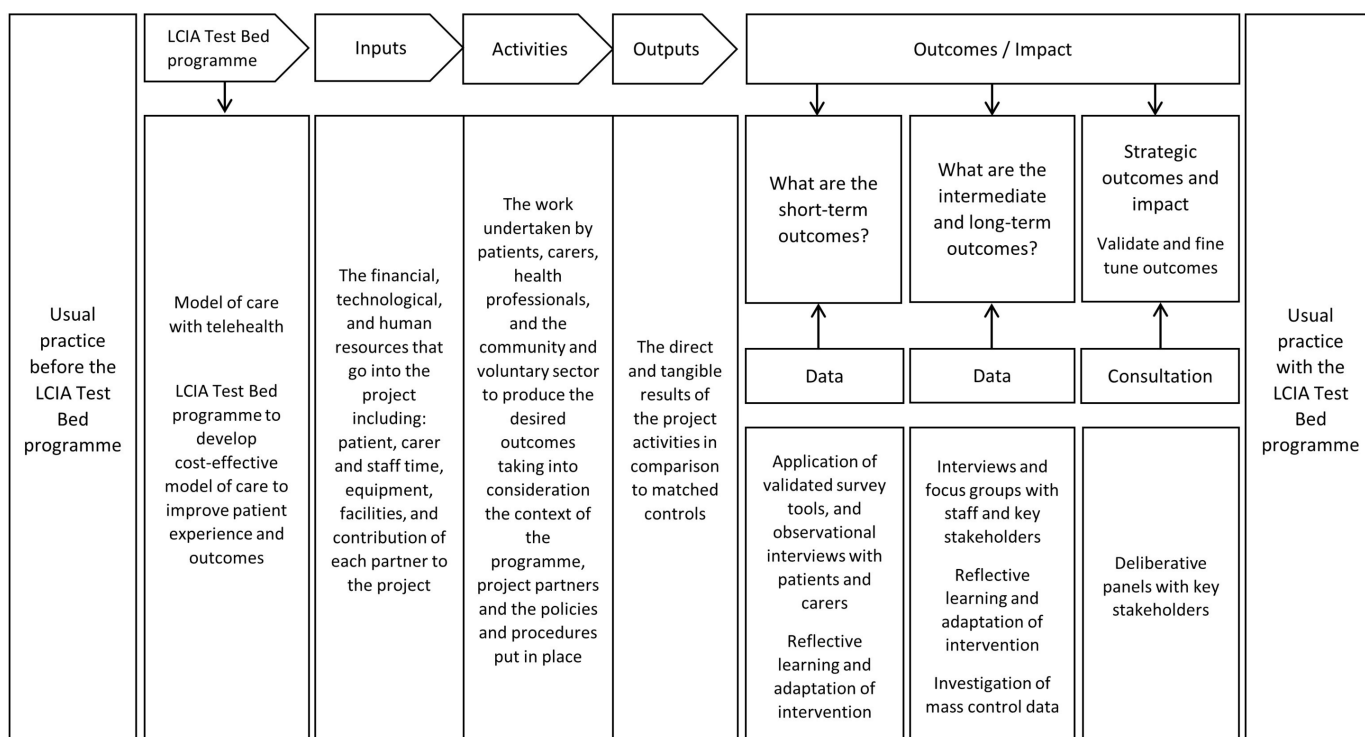 Usual
practice
before the
LCIA Test
Bed
programme
LCIA Test Bed
programme
Inputs
Activities
Outputs
Outcomes / Impact
Model of care
with telehealth
LCIA Test Bed
programme to
develop
cost-effective
model of care to
improve patient
experience and
outcomes
The financial,
technological,
and human
resources that
go into the
project
including:
patient, carer
and staff time,
equipment,
facilities, and
contribution of
each partner to
the project
The work
undertaken by
patients, carers,
health
professionals,
and the
community and
voluntary sector
to produce the
desired
outcomes
taking into
consideration
the context of
the
programme,
project partners
and the policies
and procedures
put in place
The direct
and tangible
results of
the project
activities in
comparison
to matched
controls
What are the
short-term
outcomes?
Data
Application of
validated survey
tools, and
observational
interviews with
patients and
carers
Reflective
learning and
adaptation of
intervention
What are the
intermediate
and long-term
outcomes?
Data
Interviews and
focus groups with
staff and key
stakeholders
Reflective
learning and
adaptation of
intervention
Investigation of
mass control data
Strategic
outcomes and
impact
Validate and fine
tune outcomes
Consultation
Deliberative
panels with key
stakeholders
Usual
practice
with the
LCIA Test
Bed
programme